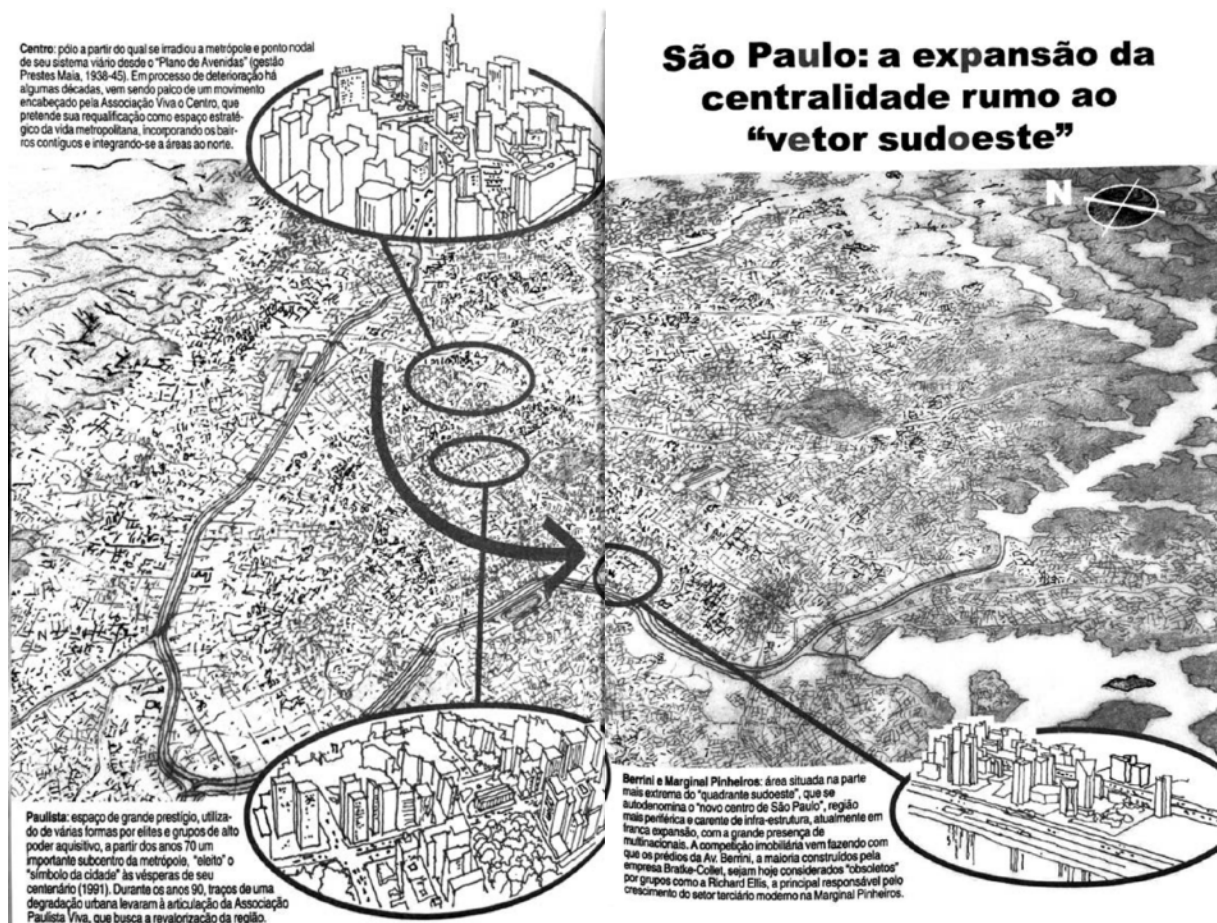 Centro: pólo a partir do qual se irradiou a metrópole e ponto nodal
de seu sistema viário desde o "Plano de Avenidas" (gestão
Prestes Maia, 1938-45). Em processo de deterioração há
algumas décadas, vem sendo palco de um movimento
encabeçado pela Associação Viva o Centro, que
pretende sua requalificação como espaço estraté-
gico da vida metropolitana, incorporando os bair-
ros contíguos e integrando-se a áreas ao norte.
São Paulo: a expansão da
centralidade rumo ao
"vetor sudoeste"
N
Paulista: espaço de grande prestígio, utiliza-
do de várias formas por elites e grupos de alto
poder aquisitivo, a partir dos anos 70 um
importante subcentro da metrópole, "eleito" o
"símbolo da cidade" às vésperas de seu
centenário (1991). Durante os anos 90, traços de uma
degradação urbana levaram à articulação da Associação
Paulista Viva, que busca a revalorização da região.
Berrini e Marginal Pinheiros: área situada na parte
mais extrema do "quadrante sudoeste", que se
autodenomina o "novo centro de São Paulo", região
mais periférica e carente de infra-estrutura, atualmente em
franca expansão, com a grande presença de
multinacionais. A competição imobiliária vem fazendo com
que os prédios da Av. Berrini, a maioria construídos pela
empresa Bratke-Collet, sejam hoje considerados "obsoletos"
por grupos como a Richard Ellis, a principal responsável pelo
crescimento do setor terciário moderno na Marginal Pinheiros.